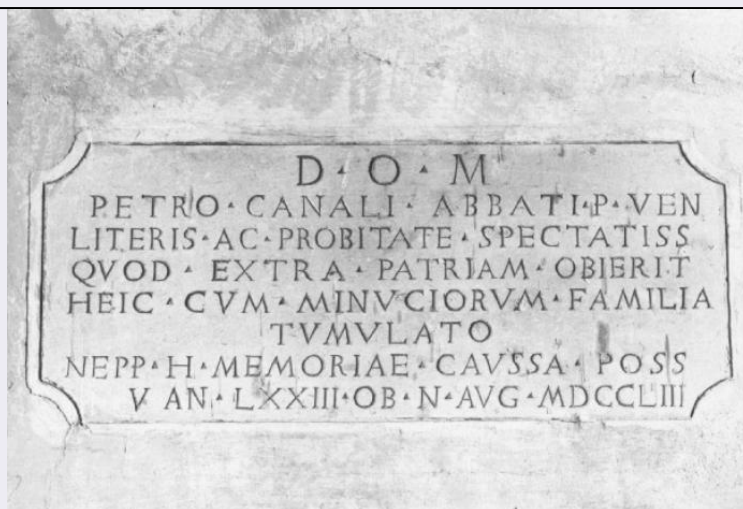 D · O · M
PETRO · CANALI · ABBATI · P · VEN
LITERIS · AC · PROBITATE · SPECTATISS
QVOD · EXTRA · PATRIAM · OBIERIT
HEIC · CVM · MINVCIORVM · FAMILIA
TVMVLATO
NEPP · H · MEMORIAE · CAVSSA · POSS
V AN · LXXIII · OB · N · AVG · MDCCLIII